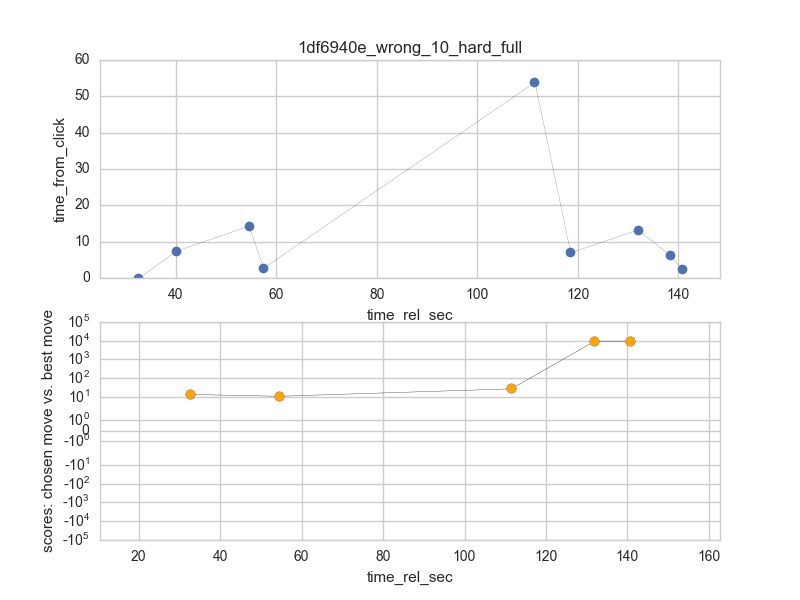 1df6940e_wrong_10_hard_full
time_from_click
60
50
40
30
20
10
0
40 60 80 100 120 140
time_rel_sec
scores: chosen move vs. best move
10^5
10^4
10^3
10^2
10^1
10^0
0
-10^0
-10^1
-10^2
-10^3
-10^4
-10^5
20 40 60 80 100 120 140 160
time_rel_sec